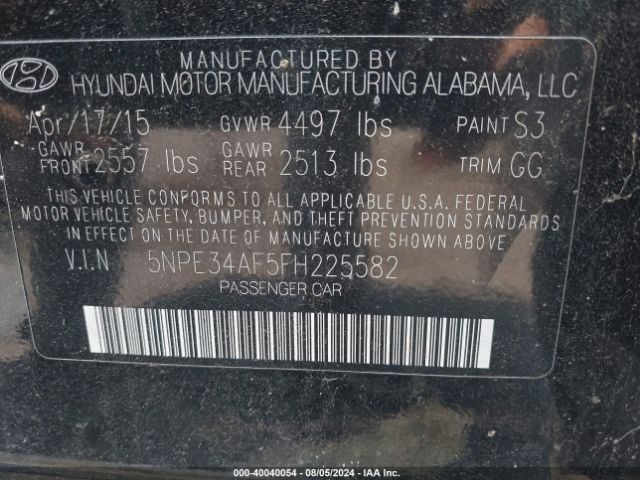 MANUFACTURED BY
HYUNDAI MOTOR MANUFACTURING ALABAMA, LLC
Apr/17/15 GVWR 4497 lbs PAINT S3
GAWR FRONT 2557 lbs GAWR REAR 2513 lbs TRIM GG
THIS VEHICLE CONFORMS TO ALL APPLICABLE U.S.A. FEDERAL
MOTOR VEHICLE SAFETY, BUMPER, AND THEFT PREVENTION STANDARDS
IN EFFECT ON THE DATE OF MANUFACTURE SHOWN ABOVE.
V.I.N 5NPE34AF5FH225582
PASSENGER CAR
000-40040054 - 08/05/2024 - IAA Inc.